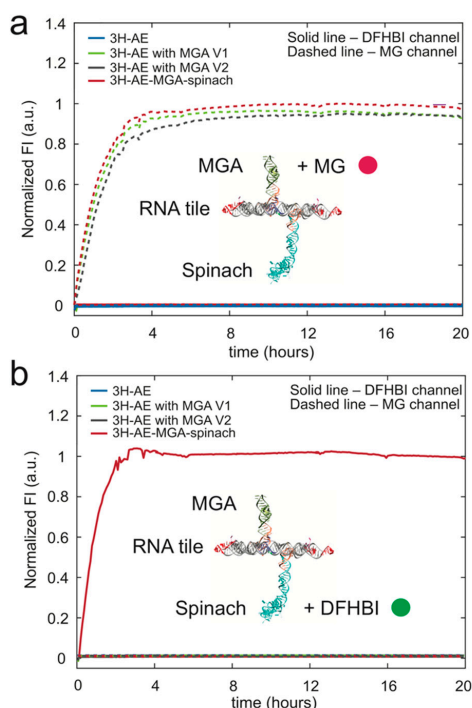 a
1.4
1.2
1
0.8
0.6
0.4
0.2
0
Normalized FI (a.u.)
3H-AE
3H-AE with MGA V1
3H-AE with MGA V2
3H-AE-MGA-spinach
Solid line – DFHBI channel
Dashed line – MG channel
MGA + MG
RNA tile
Spinach
0 4 8 12 16 20
time (hours)
b
1.4
1.2
1
0.8
0.6
0.4
0.2
0
Normalized FI (a.u.)
3H-AE
3H-AE with MGA V1
3H-AE with MGA V2
3H-AE-MGA-spinach
Solid line – DFHBI channel
Dashed line – MG channel
MGA
RNA tile
Spinach + DFHBI
0 4 8 12 16 20
time (hours)